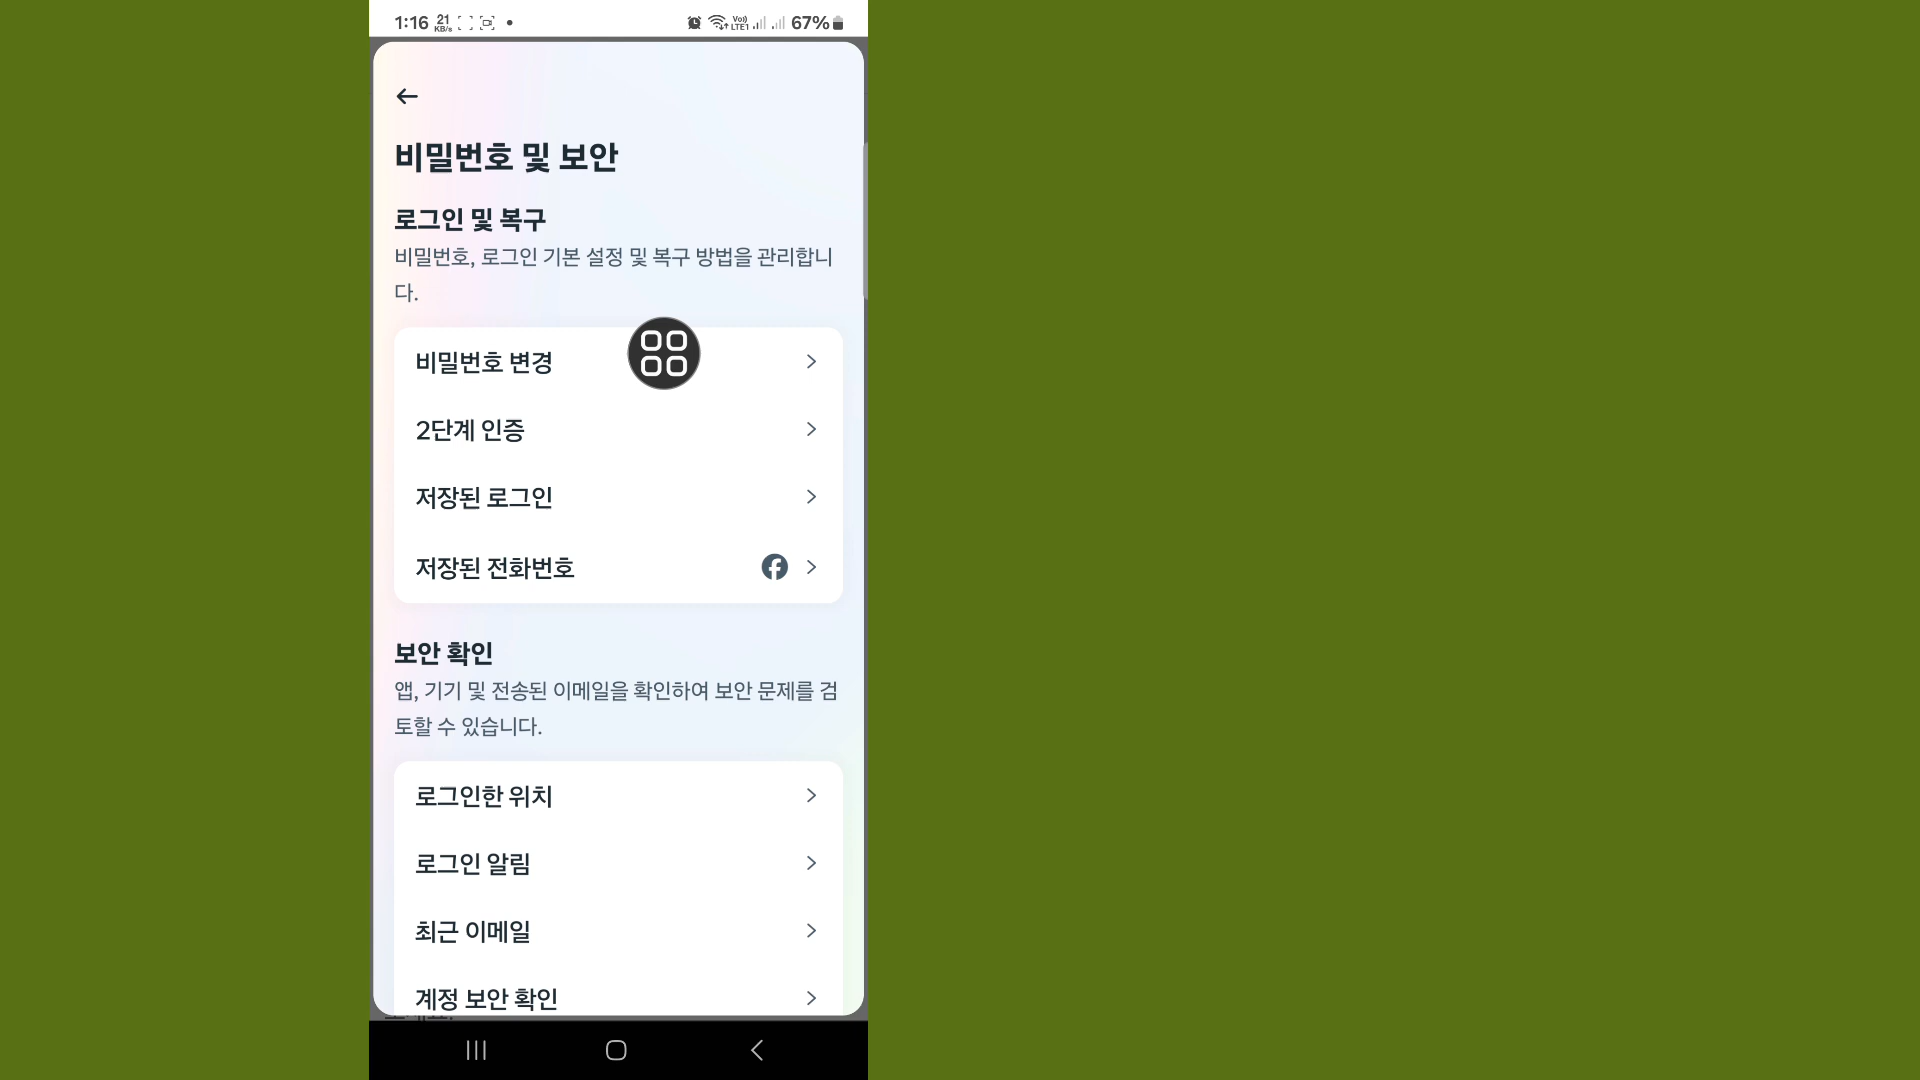 1:16 21 KB/s Vo)) LTE1 67%
비밀번호 및 보안
로그인 및 복구
비밀번호, 로그인 기본 설정 및 복구 방법을 관리합니
다.
비밀번호 변경
2단계 인증
저장된 로그인
저장된 전화번호
보안 확인
앱, 기기 및 전송된 이메일을 확인하여 보안 문제를 검
토할 수 있습니다.
로그인한 위치
로그인 알림
최근 이메일
계정 보안 확인